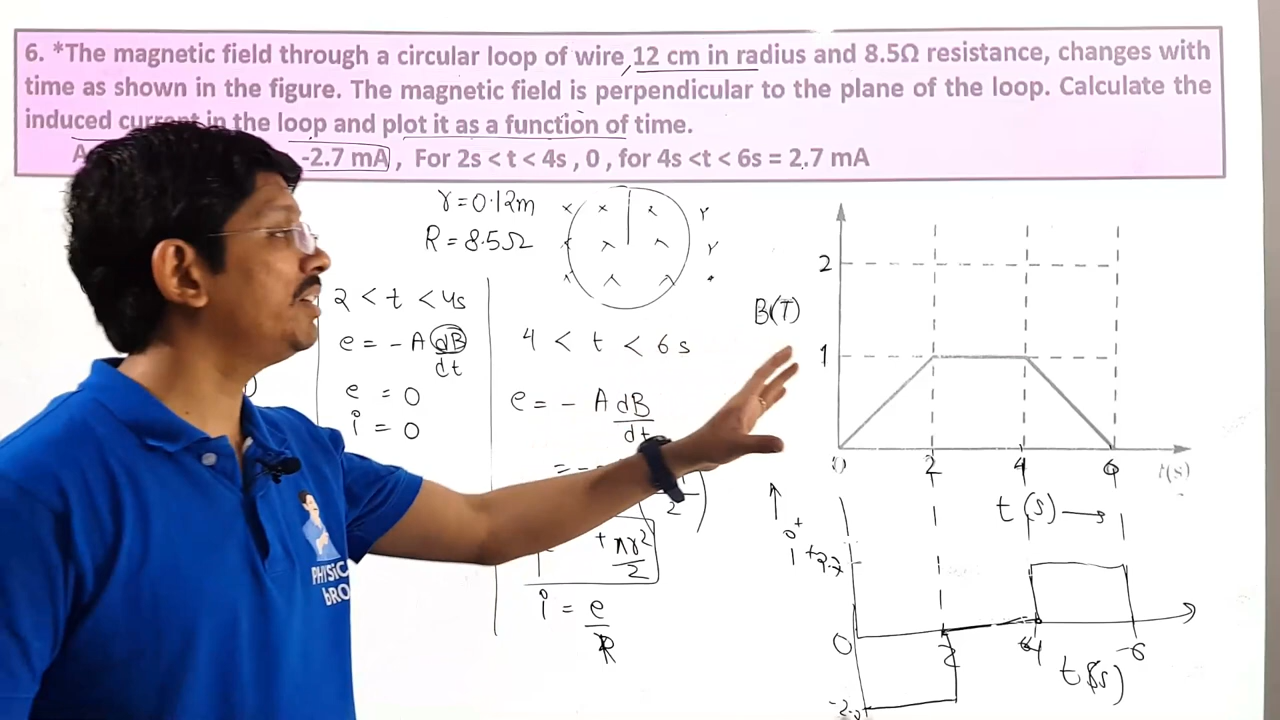 6. *The magnetic field through a circular loop of wire, 12 cm in radius and 8.5Ω resistance, changes with
time as shown in the figure. The magnetic field is perpendicular to the plane of the loop. Calculate the
induced current in the loop and plot it as a function of time.
-2.7 mA, For 2s < t < 4s , 0 , for 4s <t < 6s = 2.7 mA
r = 0.12m
R = 8.5Ω
2 < t < 4s
e = - A dB
dt
e = 0
i = 0
4 < t < 6 s
e = - A dB
dt
= -
2
+ πr²
2
i = e
R
B(T)
2
1
0 2 4 6 t(s)
t (s) →
i +2.7
0 2 4 6
t(s)
PHYSIC
bRO